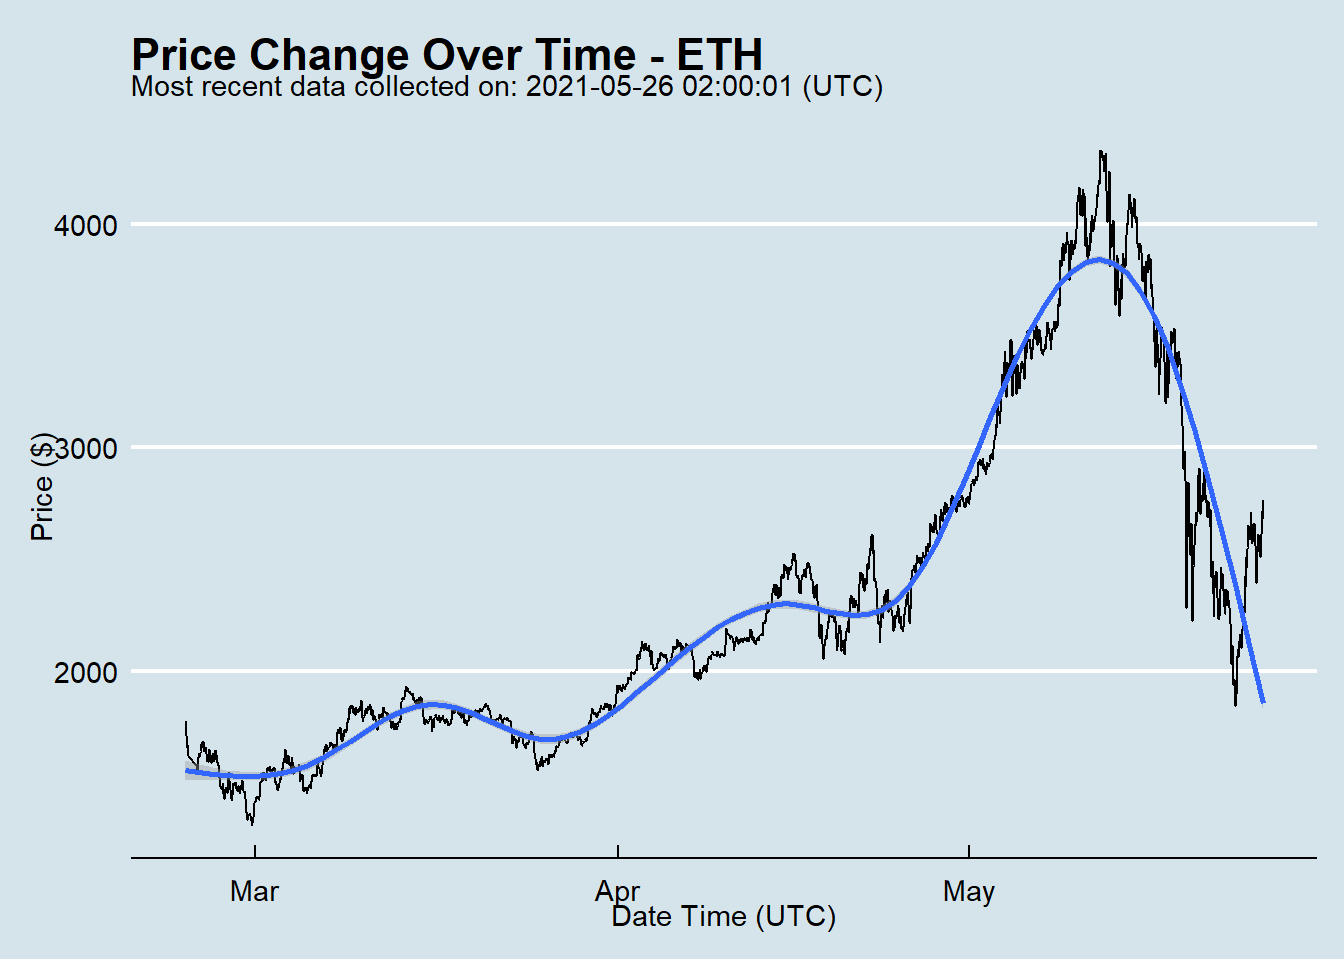 Price Change Over Time - ETH
Most recent data collected on: 2021-05-26 02:00:01 (UTC)
4000
3000
2000
Price ($)
Mar
Apr
May
Date Time (UTC)